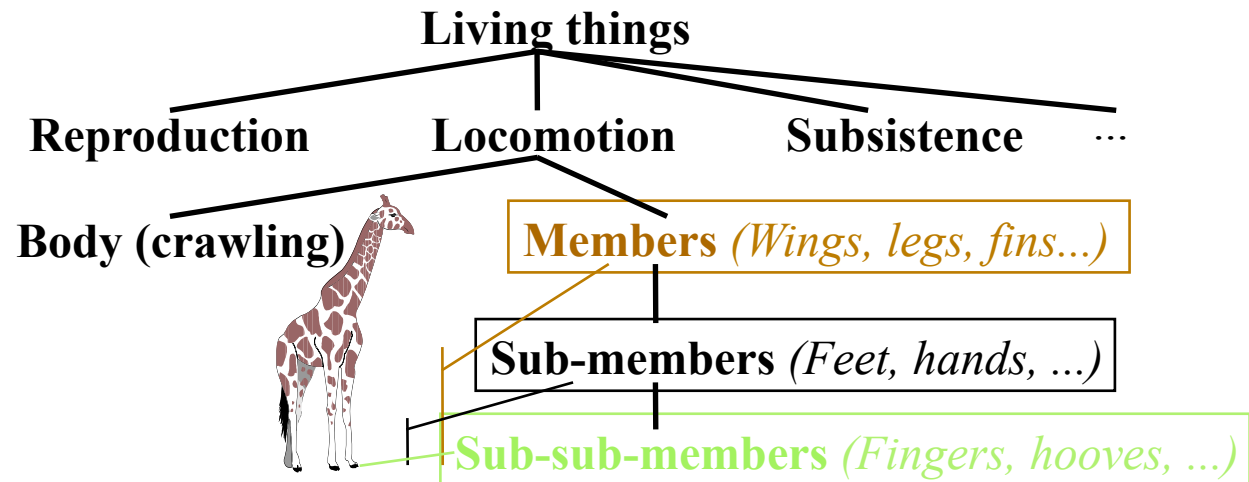 Living things
Reproduction Locomotion Subsistence ...
Body (crawling) Members (Wings, legs, fins...)
Sub-members (Feet, hands, ...)
Sub-sub-members (Fingers, hooves, ...)